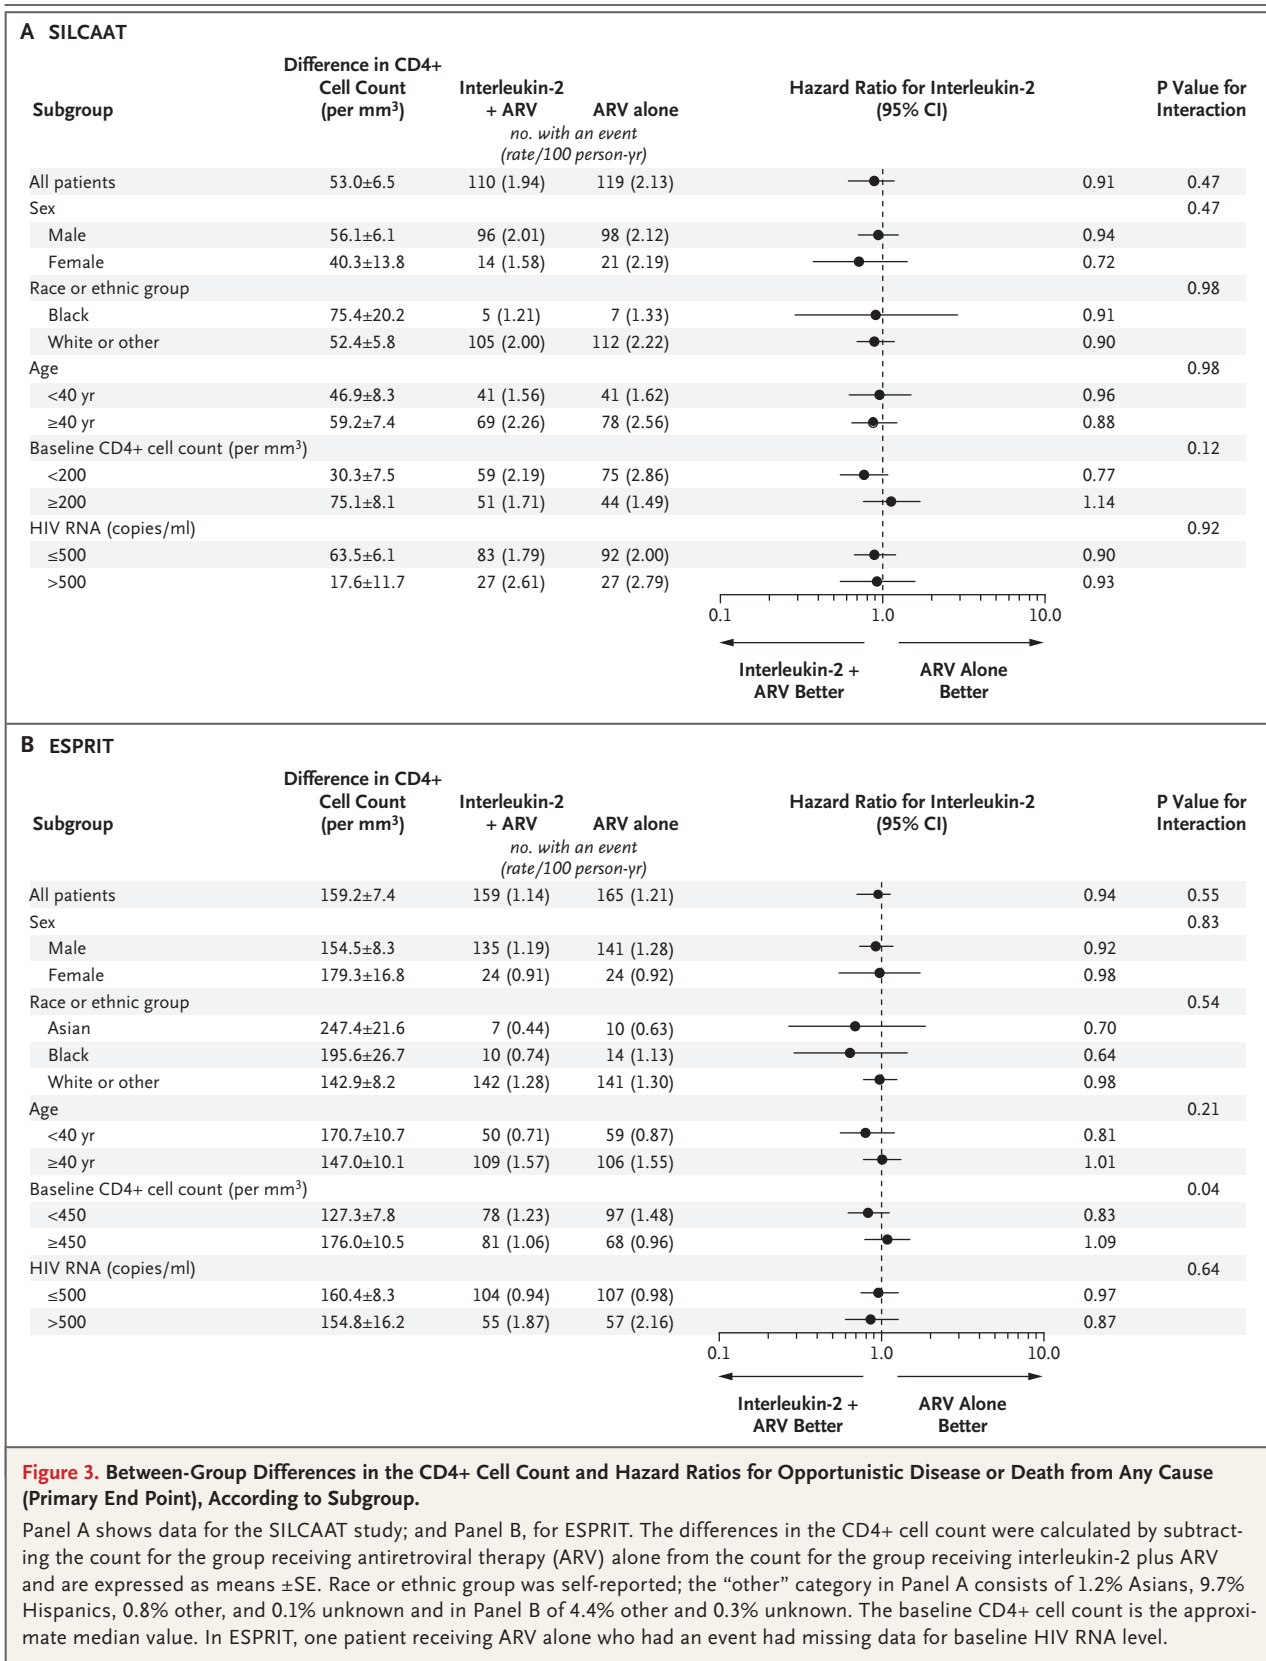 A SILCAAT
Subgroup Difference in CD4+ Cell Count (per mm³) Interleukin-2 + ARV ARV alone Hazard Ratio for Interleukin-2 (95% CI) P Value for Interaction
no. with an event
(rate/100 person-yr)
All patients 53.0±6.5 110 (1.94) 119 (2.13) 0.91 0.47
Sex 0.47
Male 56.1±6.1 96 (2.01) 98 (2.12) 0.94
Female 40.3±13.8 14 (1.58) 21 (2.19) 0.72
Race or ethnic group 0.98
Black 75.4±20.2 5 (1.21) 7 (1.33) 0.91
White or other 52.4±5.8 105 (2.00) 112 (2.22) 0.90
Age 0.98
<40 yr 46.9±8.3 41 (1.56) 41 (1.62) 0.96
≥40 yr 59.2±7.4 69 (2.26) 78 (2.56) 0.88
Baseline CD4+ cell count (per mm³) 0.12
<200 30.3±7.5 59 (2.19) 75 (2.86) 0.77
≥200 75.1±8.1 51 (1.71) 44 (1.49) 1.14
HIV RNA (copies/ml) 0.92
≤500 63.5±6.1 83 (1.79) 92 (2.00) 0.90
>500 17.6±11.7 27 (2.61) 27 (2.79) 0.93
0.1 1.0 10.0
Interleukin-2 + ARV Alone
ARV Better Better
B ESPRIT
Subgroup Difference in CD4+ Cell Count (per mm³) Interleukin-2 + ARV ARV alone Hazard Ratio for Interleukin-2 (95% CI) P Value for Interaction
no. with an event
(rate/100 person-yr)
All patients 159.2±7.4 159 (1.14) 165 (1.21) 0.94 0.55
Sex 0.83
Male 154.5±8.3 135 (1.19) 141 (1.28) 0.92
Female 179.3±16.8 24 (0.91) 24 (0.92) 0.98
Race or ethnic group 0.54
Asian 247.4±21.6 7 (0.44) 10 (0.63) 0.70
Black 195.6±26.7 10 (0.74) 14 (1.13) 0.64
White or other 142.9±8.2 142 (1.28) 141 (1.30) 0.98
Age 0.21
<40 yr 170.7±10.7 50 (0.71) 59 (0.87) 0.81
≥40 yr 147.0±10.1 109 (1.57) 106 (1.55) 1.01
Baseline CD4+ cell count (per mm³) 0.04
<450 127.3±7.8 78 (1.23) 97 (1.48) 0.83
≥450 176.0±10.5 81 (1.06) 68 (0.96) 1.09
HIV RNA (copies/ml) 0.64
≤500 160.4±8.3 104 (0.94) 107 (0.98) 0.97
>500 154.8±16.2 55 (1.87) 57 (2.16) 0.87
0.1 1.0 10.0
Interleukin-2 + ARV Alone
ARV Better Better
Figure 3. Between-Group Differences in the CD4+ Cell Count and Hazard Ratios for Opportunistic Disease or Death from Any Cause
(Primary End Point), According to Subgroup.
Panel A shows data for the SILCAAT study; and Panel B, for ESPRIT. The differences in the CD4+ cell count were calculated by subtract-
ing the count for the group receiving antiretroviral therapy (ARV) alone from the count for the group receiving interleukin-2 plus ARV
and are expressed as means ±SE. Race or ethnic group was self-reported; the “other” category in Panel A consists of 1.2% Asians, 9.7%
Hispanics, 0.8% other, and 0.1% unknown and in Panel B of 4.4% other and 0.3% unknown. The baseline CD4+ cell count is the approxi-
mate median value. In ESPRIT, one patient receiving ARV alone who had an event had missing data for baseline HIV RNA level.